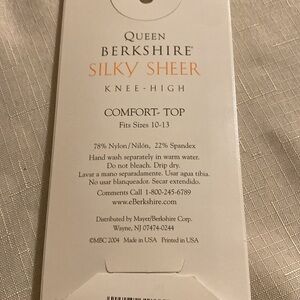 QUEEN
BERKSHIRE®
SILKY SHEER
KNEE-HIGH
COMFORT-TOP
Fits Sizes 10-13
78% Nylon/Nilón, 22% Spandex
Hand wash separately in warm water.
Do not bleach. Drip dry.
Lavar a mano separadamente. Usar agua tibia.
No usar blanqueador. Secar extendido.
Comments Call 1-800-245-6789
www.eBerkshire.com
Distributed by Mayer/Berkshire Corp.
Wayne, NJ 07474-0244
©MBC 2004 Made in USA Printed in USA